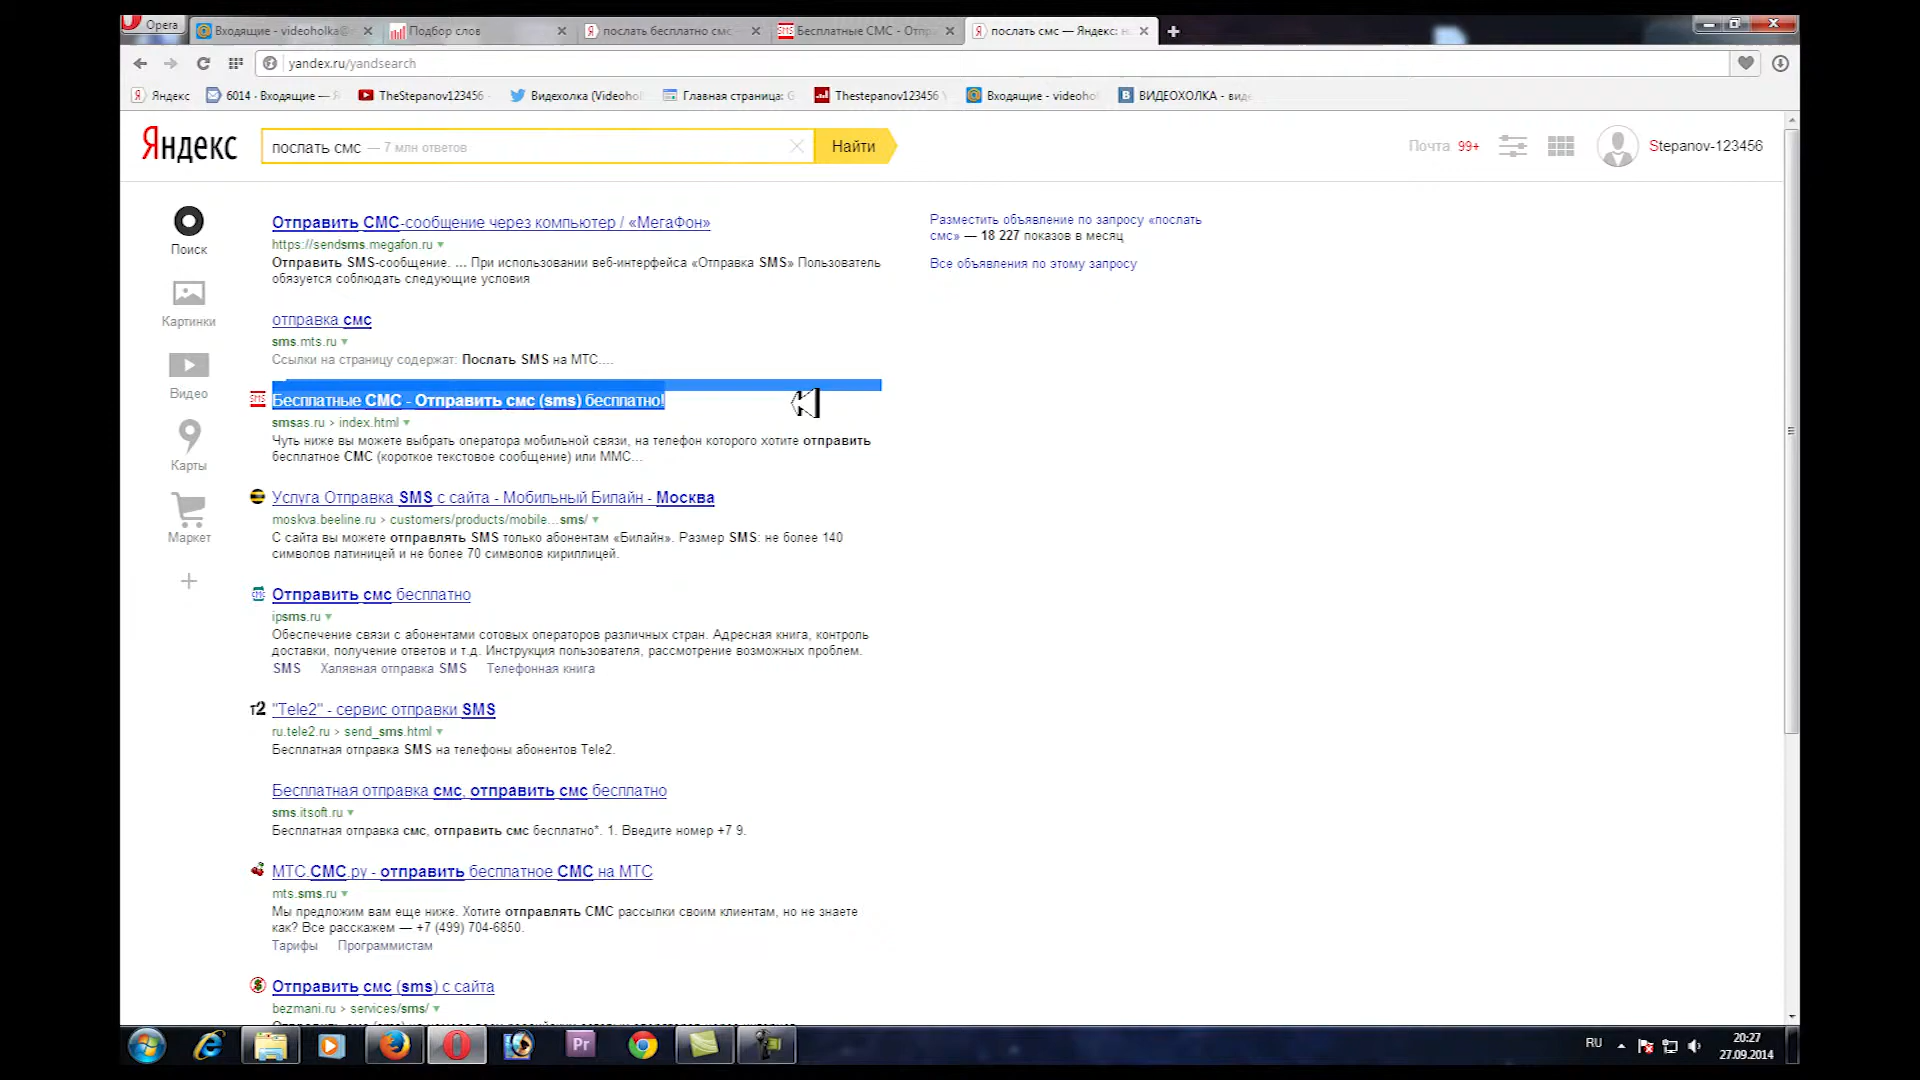 Opera
Входящие - videoholka@
Подбор слов
послать бесплатно смс
Бесплатные СМС - Отпр
послать смс — Яндекс: н
yandex.ru/yandsearch
Яндекс
6014 · Входящие —
TheStepanov123456
Видехолка (Videohol
Главная страница:
Thestepanov123456
Входящие - videoho
ВИДЕОХОЛКА - вид
Яндекс
послать смс — 7 млн ответов
Найти
Почта 99+
Stepanov-123456
Поиск
Картинки
Видео
Карты
Маркет
Отправить СМС-сообщение через компьютер / «МегаФон»
https://sendsms.megafon.ru
Отправить SMS-сообщение. ... При использовании веб-интерфейса «Отправка SMS» Пользователь
обязуется соблюдать следующие условия
отправка смс
sms.mts.ru
Ссылки на страницу содержат: Послать SMS на МТС....
Бесплатные СМС - Отправить смс (sms) бесплатно!
smsas.ru › index.html
Чуть ниже вы можете выбрать оператора мобильной связи, на телефон которого хотите отправить
бесплатное СМС (короткое текстовое сообщение) или ММС...
Услуга Отправка SMS с сайта - Мобильный Билайн - Москва
moskva.beeline.ru › customers/products/mobile...sms/
С сайта вы можете отправлять SMS только абонентам «Билайн». Размер SMS: не более 140
символов латиницей и не более 70 символов кириллицей.
Отправить смс бесплатно
ipsms.ru
Обеспечение связи с абонентами сотовых операторов различных стран. Адресная книга, контроль
доставки, получение ответов и т.д. Инструкция пользователя, рассмотрение возможных проблем.
SMS Халявная отправка SMS Телефонная книга
T2 "Tele2" - сервис отправки SMS
ru.tele2.ru › send_sms.html
Бесплатная отправка SMS на телефоны абонентов Tele2.
Бесплатная отправка смс, отправить смс бесплатно
sms.itsoft.ru
Бесплатная отправка смс, отправить смс бесплатно*. 1. Введите номер +7 9.
МТС.СМС.ру - отправить бесплатное СМС на МТС
mts.sms.ru
Мы предложим вам еще ниже. Хотите отправлять СМС рассылки своим клиентам, но не знаете
как? Все расскажем — +7 (499) 704-6850.
Тарифы Программистам
Отправить смс (sms) с сайта
bezmani.ru › services/sms/
Разместить объявление по запросу «послать
смс» — 18 227 показов в месяц
Все объявления по этому запросу
Pr
RU
20:27
27.09.2014